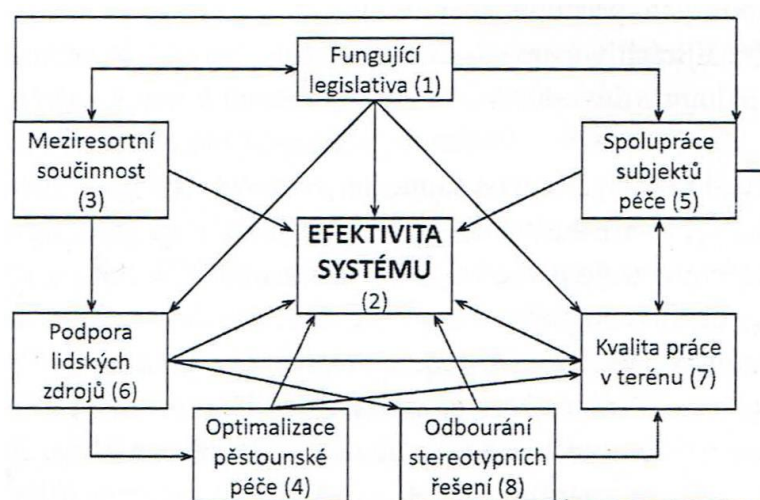 Fungující
legislativa (1)
Meziresortní
součinnost
(3)
Spolupráce
subjektů
péče (5)
EFEKTIVITA
SYSTÉMU
(2)
Podpora
lidských
zdrojů (6)
Kvalita práce
v terénu (7)
Optimalizace
pěstounské
péče (4)
Odbourání
stereotypních
řešení (8)